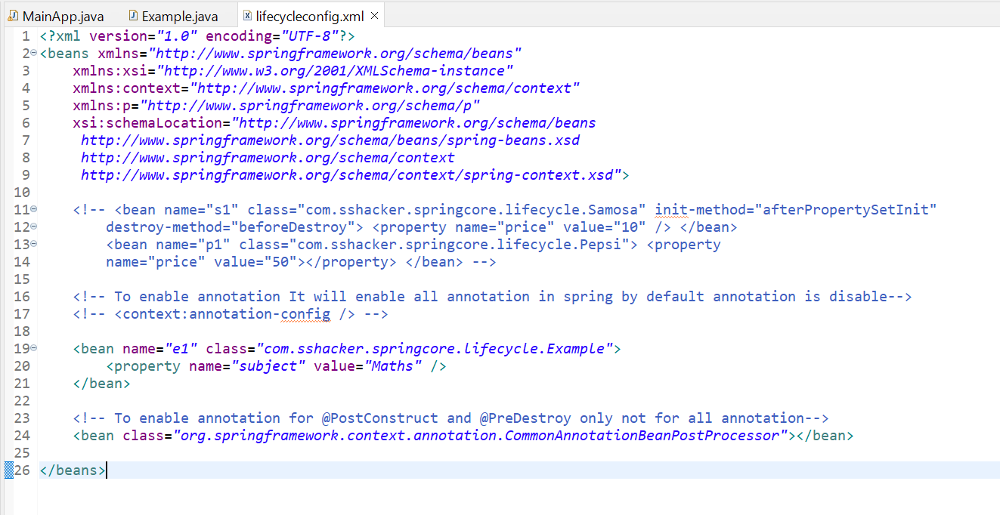 MainApp.java Example.java lifecycleconfig.xml
1 <?xml version="1.0" encoding="UTF-8"?>
2 <beans xmlns="http://www.springframework.org/schema/beans"
3 xmlns:xsi="http://www.w3.org/2001/XMLSchema-instance"
4 xmlns:context="http://www.springframework.org/schema/context"
5 xmlns:p="http://www.springframework.org/schema/p"
6 xsi:schemaLocation="http://www.springframework.org/schema/beans
7 http://www.springframework.org/schema/beans/spring-beans.xsd
8 http://www.springframework.org/schema/context
9 http://www.springframework.org/schema/context/spring-context.xsd">
10
11 <!-- <bean name="s1" class="com.sshacker.springcore.lifecycle.Samosa" init-method="afterPropertySetInit"
12 destroy-method="beforeDestroy"> <property name="price" value="10" /> </bean>
13 <bean name="p1" class="com.sshacker.springcore.lifecycle.Pepsi"> <property
14 name="price" value="50"></property> </bean> -->
15
16 <!-- To enable annotation It will enable all annotation in spring by default annotation is disable-->
17 <!-- <context:annotation-config /> -->
18
19 <bean name="e1" class="com.sshacker.springcore.lifecycle.Example">
20 <property name="subject" value="Maths" />
21 </bean>
22
23 <!-- To enable annotation for @PostConstruct and @PreDestroy only not for all annotation-->
24 <bean class="org.springframework.context.annotation.CommonAnnotationBeanPostProcessor"></bean>
25
26 </beans>